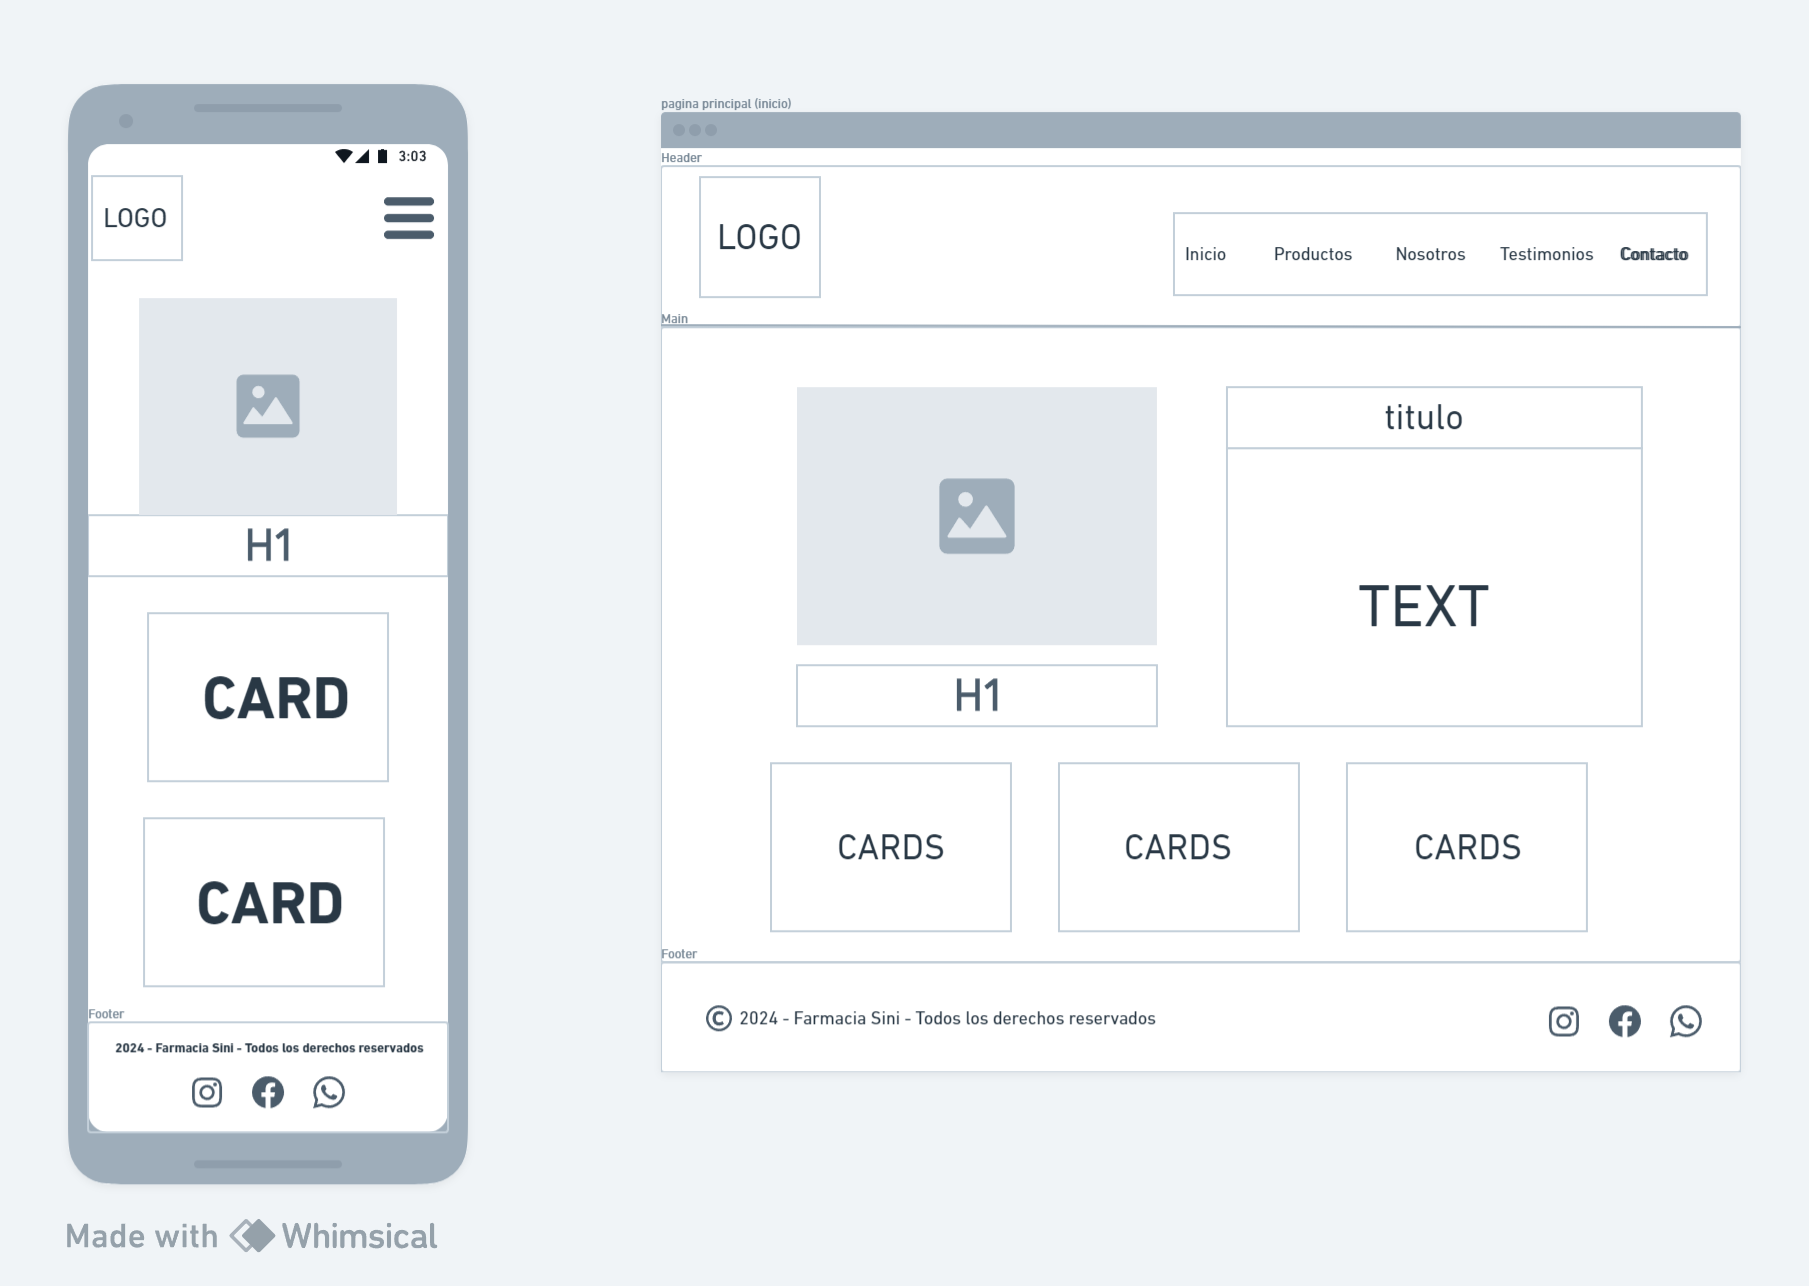 3:03
LOGO
H1
CARD
CARD
Footer
2024 - Farmacia Sini - Todos los derechos reservados
pagina principal (inicio)
Header
LOGO
Inicio Productos Nosotros Testimonios Contacto
Main
titulo
TEXT
H1
CARDS CARDS CARDS
Footer
© 2024 - Farmacia Sini - Todos los derechos reservados
Made with Whimsical